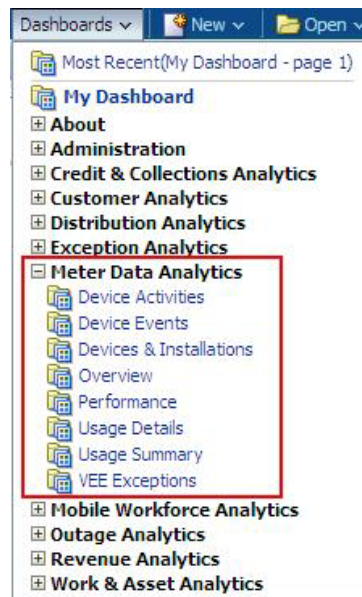 Dashboards New Open
Most Recent(My Dashboard - page 1)
My Dashboard
About
Administration
Credit & Collections Analytics
Customer Analytics
Distribution Analytics
Exception Analytics
Meter Data Analytics
Device Activities
Device Events
Devices & Installations
Overview
Performance
Usage Details
Usage Summary
VEE Exceptions
Mobile Workforce Analytics
Outage Analytics
Revenue Analytics
Work & Asset Analytics